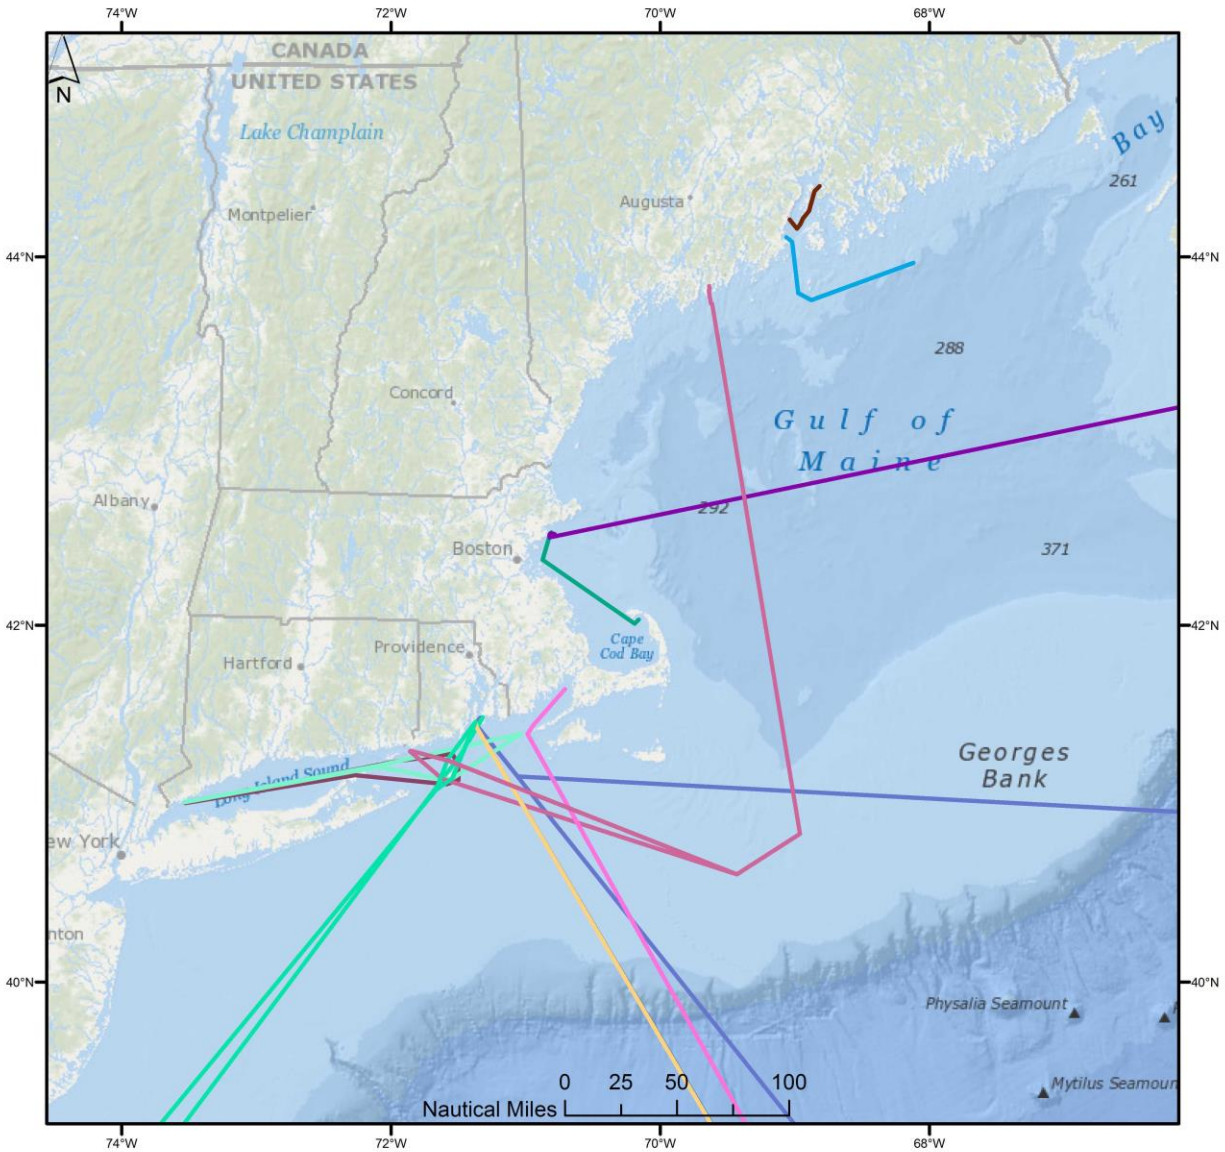 74°W 72°W 70°W 68°W
CANADA
UNITED STATES
N
Lake Champlain
Bay
261
Augusta
Montpelier
44°N 44°N
288
Concord
Gulf of
Maine
Albany
292
Boston
371
42°N 42°N
Cape
Cod Bay
Providence
Hartford
Georges
Bank
Long Island Sound
ew York
nton
40°N 40°N
Physalia Seamount
0 25 50 100
Mytilus Seamoun
Nautical Miles
74°W 72°W 70°W 68°W